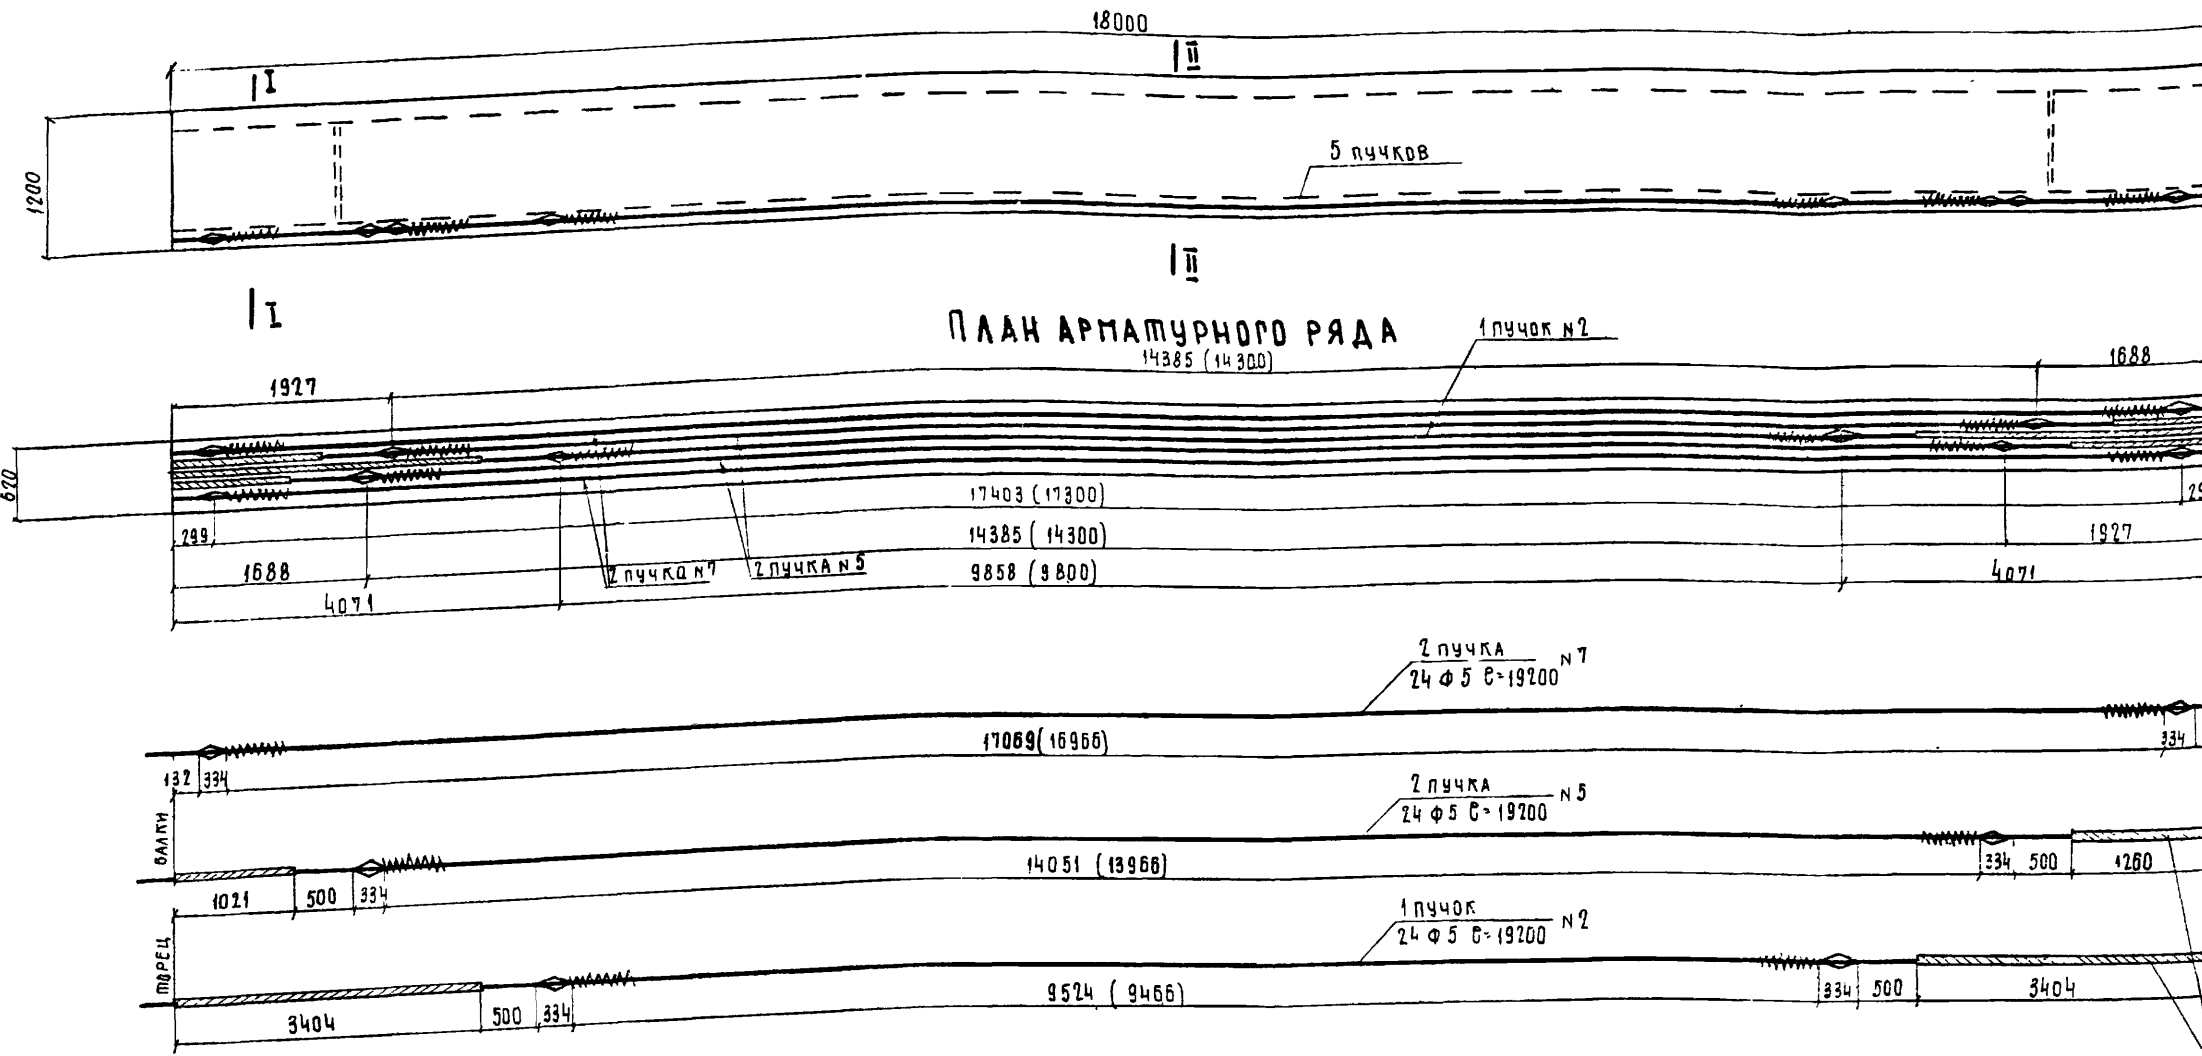 18000
I
II
1200
5 пучков
II
I
ПЛАН АРМАТУРНОГО РЯДА
1 пучок N2
14385 (14300)
1927
1688
620
17403 (17300)
299
14385 (14300)
1927
2 пучка N7
2 пучка N5
1688
9858 (9800)
4071
4071
2 пучка N7
24 Ф 5 ℓ=19200
17069 (16966)
132
334
334
2 пучка N5
24 Ф 5 ℓ=19200
БАЛКИ
14051 (13966)
334
500
1260
1021
500
334
1 пучок N2
24 Ф 5 ℓ=19200
ТОРЕЦ
9524 (9466)
334
500
3404
3404
500
334